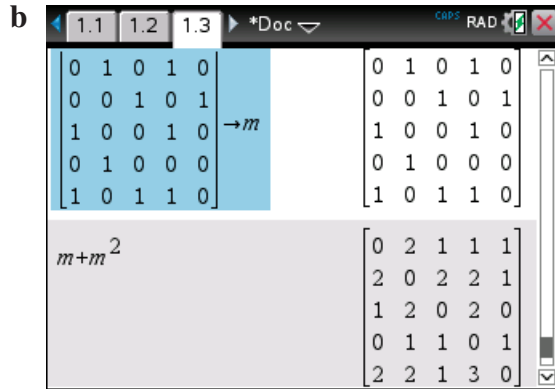 b
1.1 1.2 1.3 *Doc CAPS RAD
0 1 0 1 0
0 0 1 0 1
1 0 0 1 0
0 1 0 0 0
1 0 1 1 0
→m
0 1 0 1 0
0 0 1 0 1
1 0 0 1 0
0 1 0 0 0
1 0 1 1 0
m+m²
0 2 1 1 1
2 0 2 2 1
1 2 0 2 0
0 1 1 0 1
2 2 1 3 0